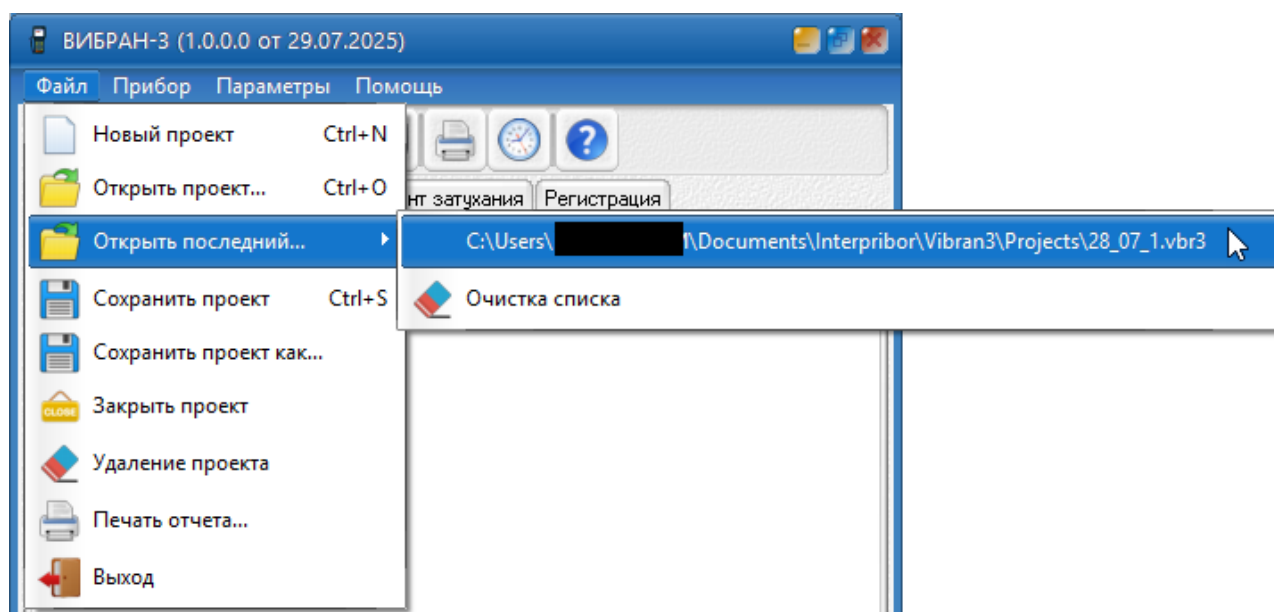 ВИБРАН-3 (1.0.0.0 от 29.07.2025)
Файл Прибор Параметры Помощь
Новый проект Ctrl+N
Открыть проект... Ctrl+O
затухания Регистрация
Открыть последний...
C:\Users\ \Documents\Interpribor\Vibran3\Projects\28_07_1.vbr3
Сохранить проект Ctrl+S
Очистка списка
Сохранить проект как...
CLOSE Закрыть проект
Удаление проекта
Печать отчета...
Выход